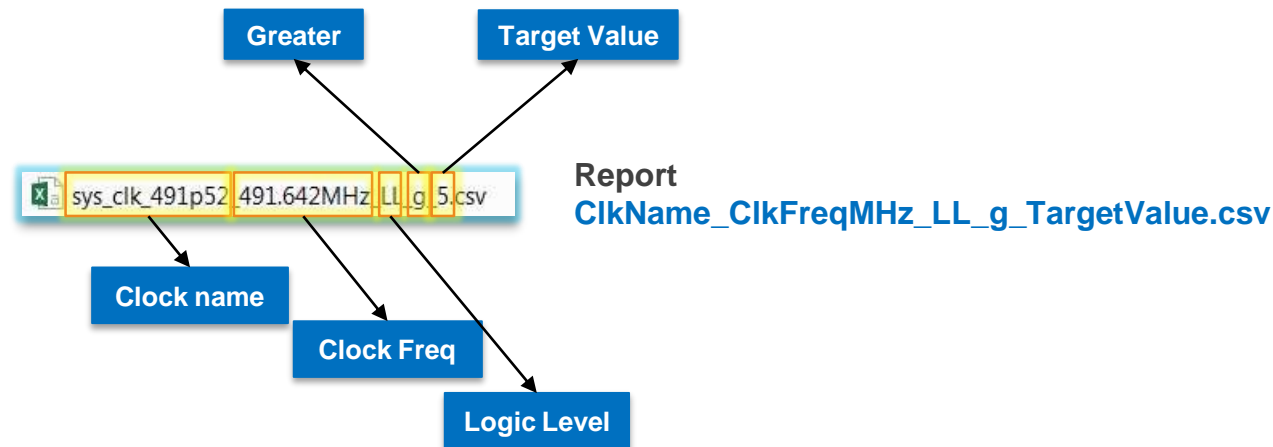 Greater
Target Value
sys_clk_491p52_491.642MHz_LL_g_5.csv
Report
ClkName_ClkFreqMHz_LL_g_TargetValue.csv
Clock name
Clock Freq
Logic Level